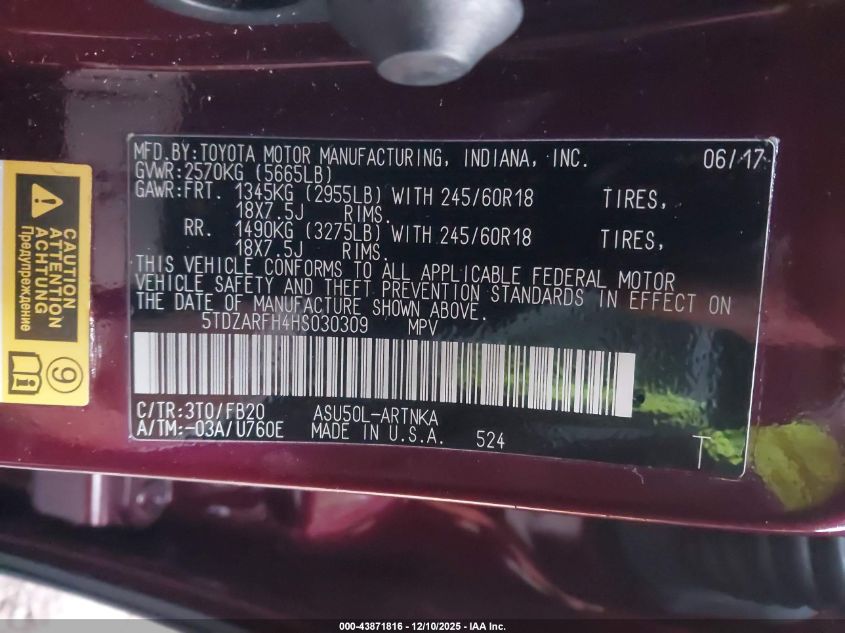 MFD.BY:TOYOTA MOTOR MANUFACTURING, INDIANA, INC. 06/17
GVWR:2570KG (5665LB)
GAWR:FRT. 1345KG (2955LB) WITH 245/60R18 TIRES,
18X7.5J RIMS.
RR. 1490KG (3275LB) WITH 245/60R18 TIRES,
18X7.5J RIMS.
THIS VEHICLE CONFORMS TO ALL APPLICABLE FEDERAL MOTOR
VEHICLE SAFETY AND THEFT PREVENTION STANDARDS IN EFFECT ON
THE DATE OF MANUFACTURE SHOWN ABOVE.
5TDZARFH4HS030309 MPV
C/TR:3T0/FB20 ASU50L-ARTNKA
A/TM:-03A/U760E MADE IN U.S.A. 524
T
CAUTION
ATTENTION
ACHTUNG
Предупреждение
9
000-43871816 - 12/10/2025 - IAA Inc.